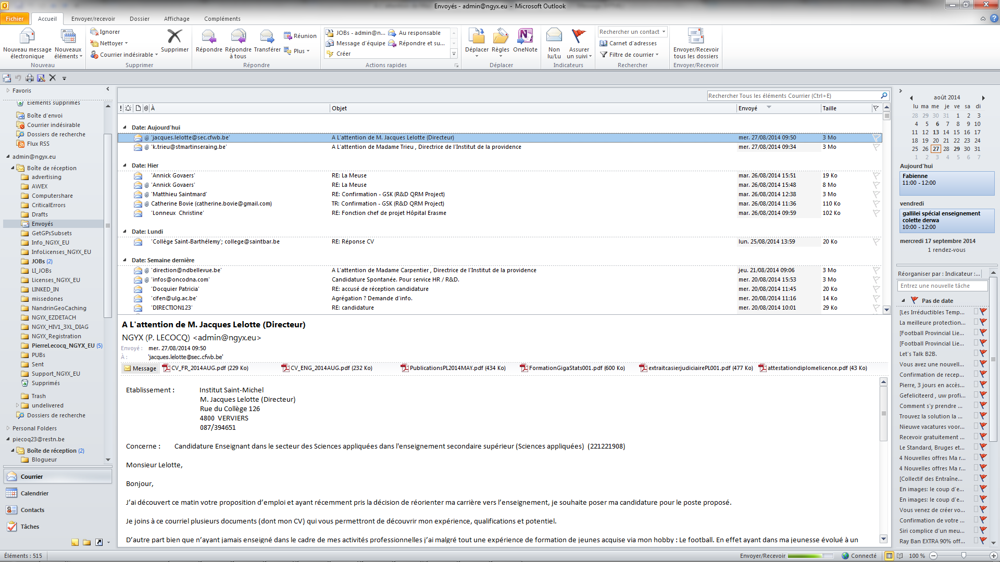 Envoyés - admin@ngyx.eu - Microsoft Outlook
Fichier
Accueil
Envoyer/recevoir
Dossier
Affichage
Compléments
Nouveau message électronique
Nouveaux éléments
Nouveau
Ignorer
Nettoyer
Courrier indésirable
Supprimer
Supprimer
Répondre
Répondre à tous
Transférer
Réunion
Plus
Répondre
JOBs - admin@n...
Au responsable
Message d'équipe
Répondre et su...
Créer
Actions rapides
Déplacer
Règles
OneNote
Déplacer
Non lu/Lu
Assurer un suivi
Indicateurs
Rechercher un contact
Carnet d'adresses
Filtre de courrier
Rechercher
Envoyer/Recevoir tous les dossiers
Envoyer/Recevoir
Favoris
Éléments supprimés
Boîte d'envoi
Courrier indésirable
Dossiers de recherche
Flux RSS
admin@ngyx.eu
Boîte de réception
advertising
AWEX
Computershare
CriticalErrors
Drafts
Envoyés
GetGPsSubsets
Info_NGYX_EU
InfoLicenses_NGYX_EU
JOBs (2)
LI_JOBs
Licenses_NGYX_EU
LINKED_IN
missedones
NandrinGeoCaching
NGYX_EZDETACH
NGYX_HIV1_3XL_DIAG
NGYX_Registration
PierreLecocq_NGYX_EU (5)
PUBs
Sent
Support_NGYX_EU
Supprimés
Trash
undelivered
Dossiers de recherche
Personal Folders
piecoq23@restn.be
Boîte de réception (2)
Blogueur
Courrier
Calendrier
Contacts
Tâches
Rechercher Tous les éléments Courrier (Ctrl+E)
À Objet Envoyé Taille
Date: Aujourd'hui
'jacques.lelotte@sec.cfwb.be' A L'attention de M. Jacques Lelotte (Directeur) mer. 27/08/2014 09:50 3 Mo
'k.trieu@stmartinseraing.be' A L'attention de Madame Trieu , Directrice de l'Institut de la providence mer. 27/08/2014 09:34 3 Mo
Date: Hier
'Annick Govaers' RE: La Meuse mar. 26/08/2014 15:51 19 Ko
'Annick Govaers' RE: La Meuse mar. 26/08/2014 15:48 8 Mo
'Matthieu Saintmard' RE: Confirmation - GSK (R&D QRM Project) mar. 26/08/2014 12:38 3 Mo
Catherine Bovie (catherine.bovie@gmail.com) TR: Confirmation - GSK (R&D QRM Project) mar. 26/08/2014 11:36 110 Ko
'Lonneux Christine' RE: Fonction chef de projet Hôpital Erasme mar. 26/08/2014 09:59 102 Ko
Date: Lundi
'Collège Saint-Barthélemy'; college@saintbar.be RE: Réponse CV lun. 25/08/2014 13:59 20 Ko
Date: Semaine dernière
'direction@ndbellevue.be' A L'attention de Madame Carpentier , Directrice de l'Institut de la providence jeu. 21/08/2014 09:06 3 Mo
'infos@oncodna.com' Candidature Spontanée. Pour service HR / R&D. mer. 20/08/2014 15:53 3 Mo
'Docquier Patricia' RE: accusé de réception candidature mer. 20/08/2014 11:45 20 Ko
'cifen@ulg.ac.be' Agrégation ? Demande d'info. mer. 20/08/2014 11:16 14 Ko
'DIRECTION123' RE: candidature mer. 20/08/2014 10:01 29 Ko
A L'attention de M. Jacques Lelotte (Directeur)
NGYX (P. LECOCQ) <admin@ngyx.eu>
Envoyé : mer. 27/08/2014 09:50
À : 'jacques.lelotte@sec.cfwb.be'
Message CV_FR_2014AUG.pdf (229 Ko) CV_ENG_2014AUG.pdf (232 Ko) PublicationsPL2014MAY.pdf (434 Ko) FormationGigaStats001.pdf (600 Ko) extraitcasierjudiciairePL001.pdf (477 Ko) attestationdiplomelicence.pdf (43 Ko)
Etablissement : Institut Saint-Michel
M. Jacques Lelotte (Directeur)
Rue du Collège 126
4800 VERVIERS
087/394651
Concerne : Candidature Enseignant dans le secteur des Sciences appliquées dans l'enseignement secondaire supérieur (Sciences appliquées) (221221908)
Monsieur Lelotte,
Bonjour,
J'ai découvert ce matin votre proposition d'emploi et ayant récemment pris la décision de réorienter ma carrière vers l'enseignement, je souhaite poser ma candidature pour le poste proposé.
Je joins à ce courriel plusieurs documents (dont mon CV) qui vous permettront de découvrir mon expérience, qualifications et potentiel.
D'autre part bien que n'ayant jamais enseigné dans le cadre de mes activités professionnelles j'ai malgré tout une expérience de formation de jeunes acquise via mon hobby : Le football. En effet ayant dans ma jeunesse évolué à un
août 2014
lu ma me je ve sa di
28 29 30 31 1 2 3
4 5 6 7 8 9 10
11 12 13 14 15 16 17
18 19 20 21 22 23 24
25 26 27 28 29 30 31
1 2 3 4 5 6 7
Aujourd'hui
Fabienne
11:00 - 12:00
vendredi
gallilei spécial enseignement
colette derwa
10:00 - 12:00
mercredi 17 septembre 2014
1 rendez-vous
Réorganiser par : Indicateur :...
Entrez une nouvelle tâche
Pas de date
[Les Irréductibles Temp...
La meilleure protection...
[Football Provincial Lie...
[Football Provincial Lie...
Let's Talk B2B.
Vous avez une nouvell...
Confirmation de recep...
Pierre, 3 jours en accès...
Gefeliciteerd , uw profi...
Comment s'y prendre ...
Trouvez la solution la ...
Nieuwe vacatures voor...
Recevoir gratuitement ...
Le Standard, Bruges et...
4 Nouvelles offres Ma r...
4 Nouvelles offres Ma r...
[Collectif des Entraîne...
En images: le coup d'e...
En images: le coup d'e...
Vous venez de créer vo...
Confirmation de votre ...
Siri complice d'un meu...
Ray Ban EXTRA 90% off...
Éléments : 515
Envoyer/Recevoir
Connecté
100 %